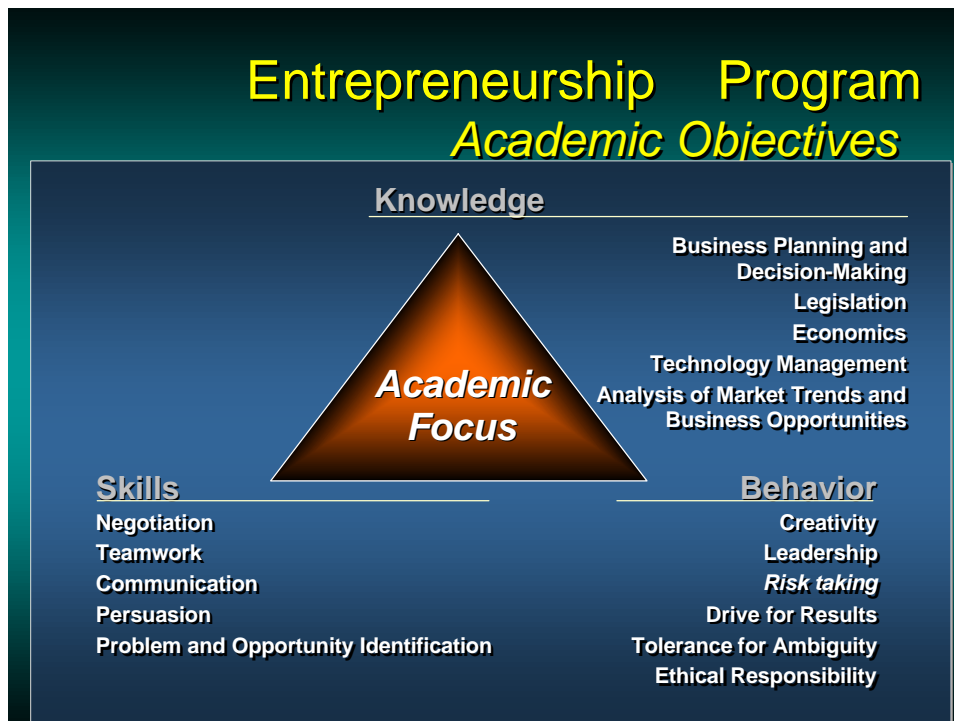 Entrepreneurship Program
Academic Objectives
Knowledge
Business Planning and
Decision-Making
Legislation
Economics
Technology Management
Analysis of Market Trends and
Business Opportunities
Academic
Focus
Skills
Negotiation
Teamwork
Communication
Persuasion
Problem and Opportunity Identification
Behavior
Creativity
Leadership
Risk taking
Drive for Results
Tolerance for Ambiguity
Ethical Responsibility